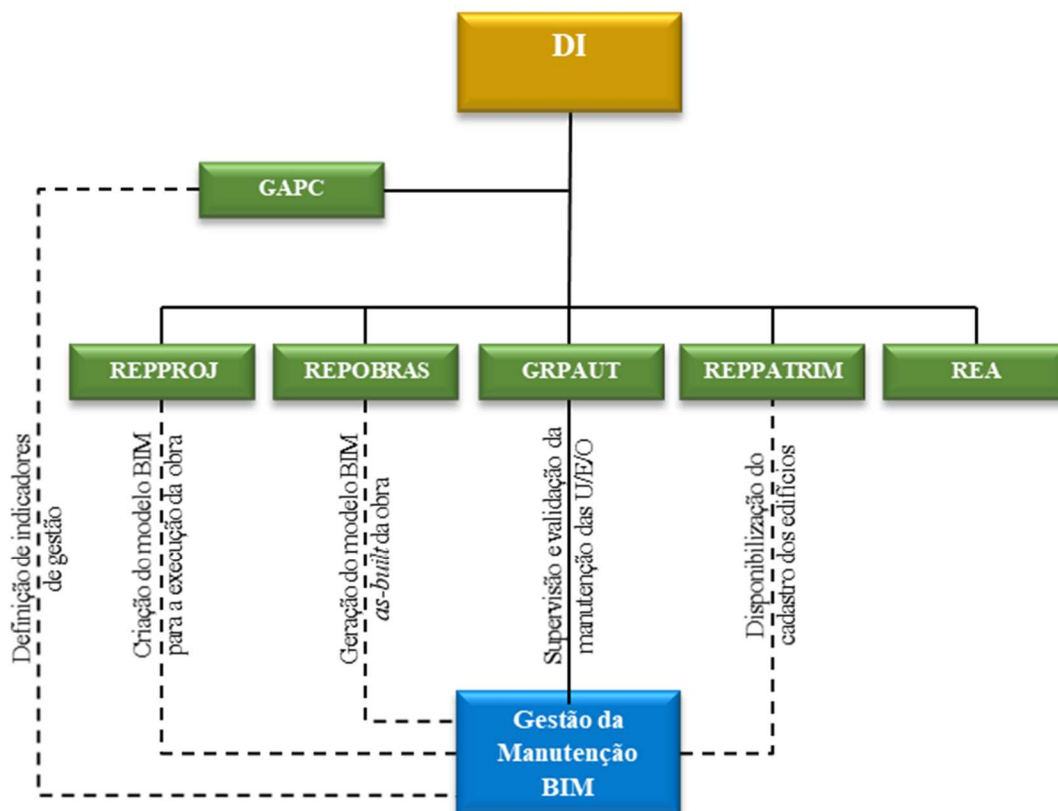 DI
GAPC
REPPROJ
REPOBRAS
GRPAUT
REPPATRIM
REA
Definição de indicadores
de gestão
Criação do modelo BIM
para a execução da obra
Geração do modelo BIM
as-built da obra
Supervisão e validação da
manutenção das U/E/O
Disponibilização do
cadastro dos edifícios
Gestão da
Manutenção
BIM